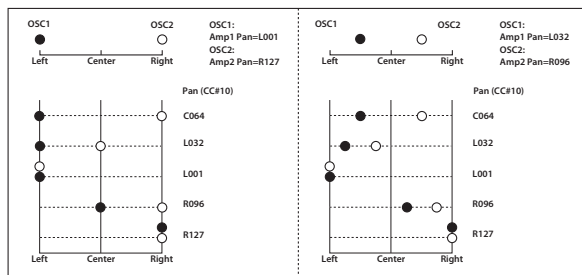 OSC1
OSC2
OSC1:
Amp1 Pan=L001
OSC2:
Amp2 Pan=R127
Left
Center
Right
Pan (CC#10)
C064
L032
L001
R096
R127
Left
Center
Right
OSC1
OSC2
OSC1:
Amp1 Pan=L032
OSC2:
Amp2 Pan=R096
Left
Center
Right
Pan (CC#10)
C064
L032
L001
R096
R127
Left
Center
Right